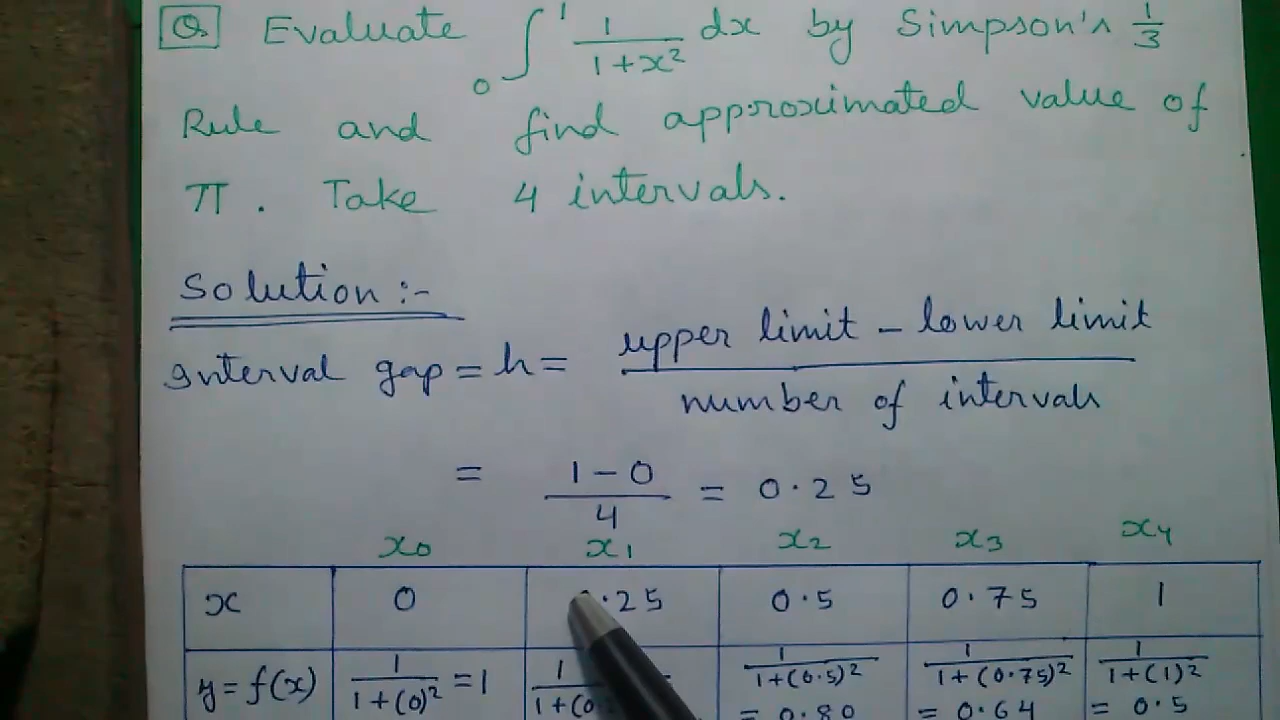 Q. Evaluate ∫₀¹ 1/(1+x²) dx by Simpson's 1/3
Rule and find approximated value of
π. Take 4 intervals.
Solution :-
Interval gap = h = (upper limit - lower limit)/(number of intervals)
= (1-0)/4 = 0.25
x₀ x₁ x₂ x₃ x₄
x 0 .25 0.5 0.75 1
y = f(x) 1/(1+(0)²) = 1 1/(1+(0 1/(1+(0.5)²) 1/(1+(0.75)²) 1/(1+(1)²)
= 0.80 = 0.64 = 0.5